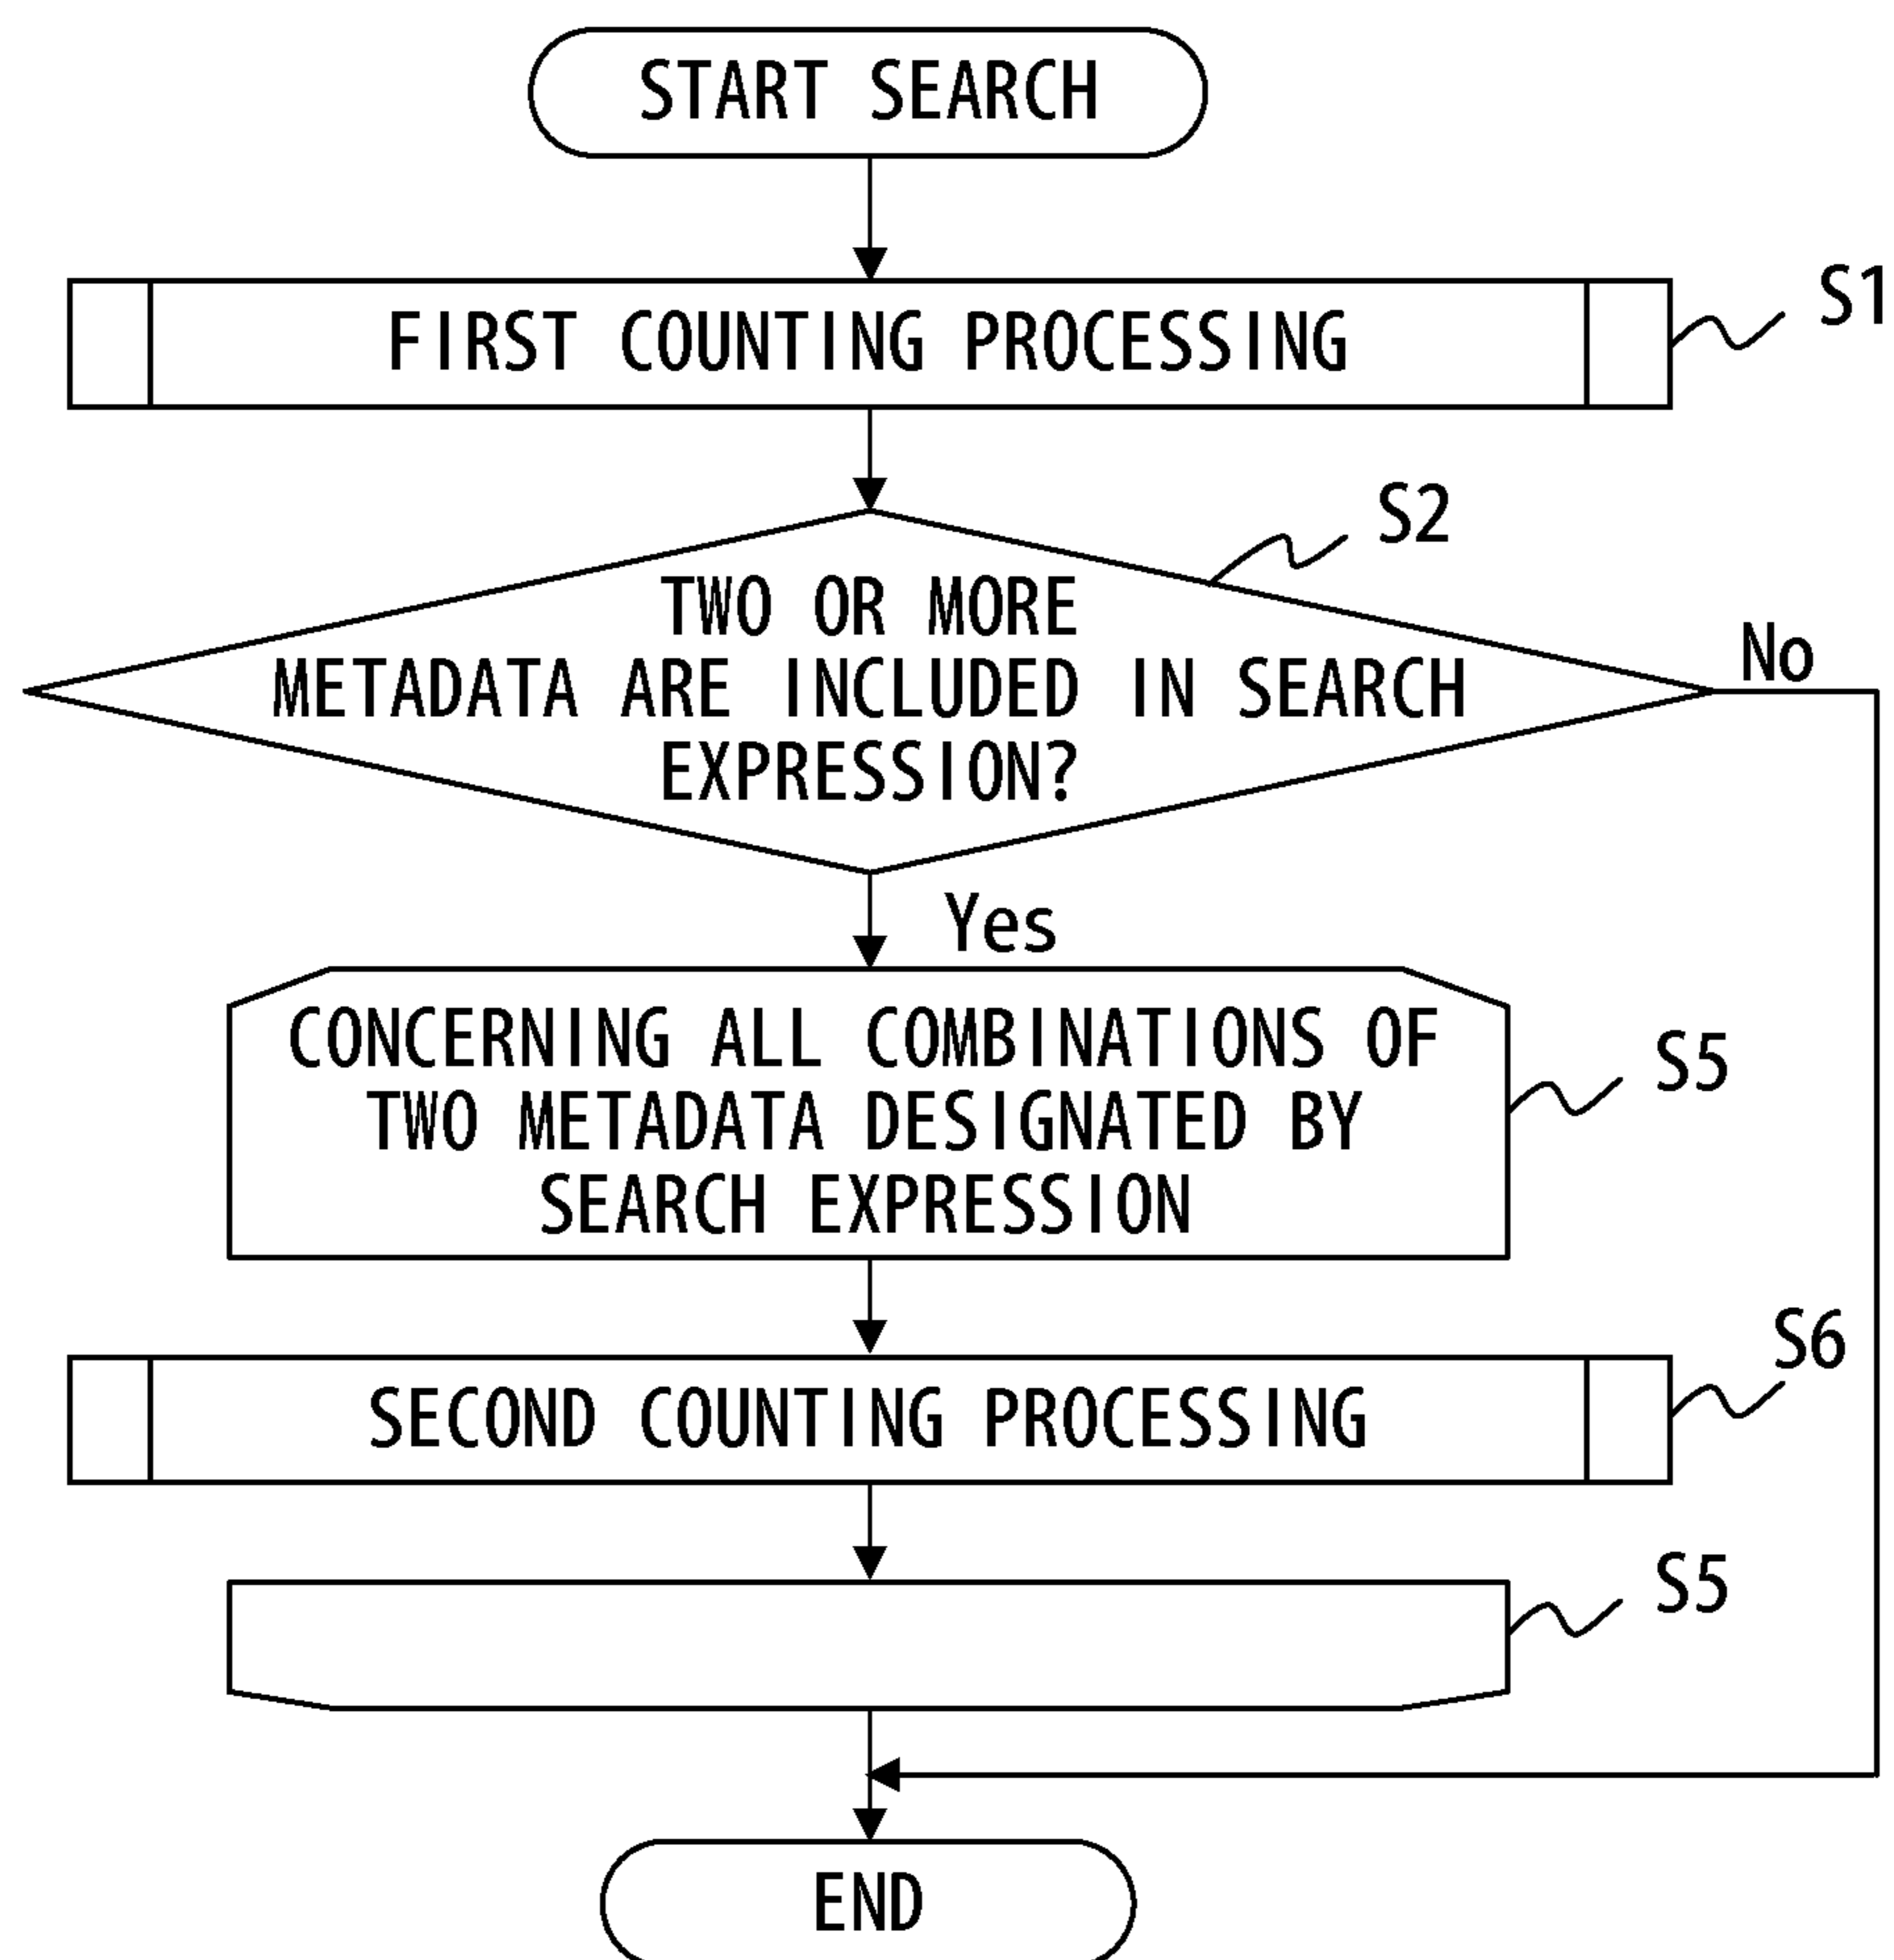 START SEARCH
FIRST COUNTING PROCESSING
S1
S2
TWO OR MORE
METADATA ARE INCLUDED IN SEARCH
EXPRESSION?
No
Yes
CONCERNING ALL COMBINATIONS OF
TWO METADATA DESIGNATED BY
SEARCH EXPRESSION
S5
SECOND COUNTING PROCESSING
S6
S5
END